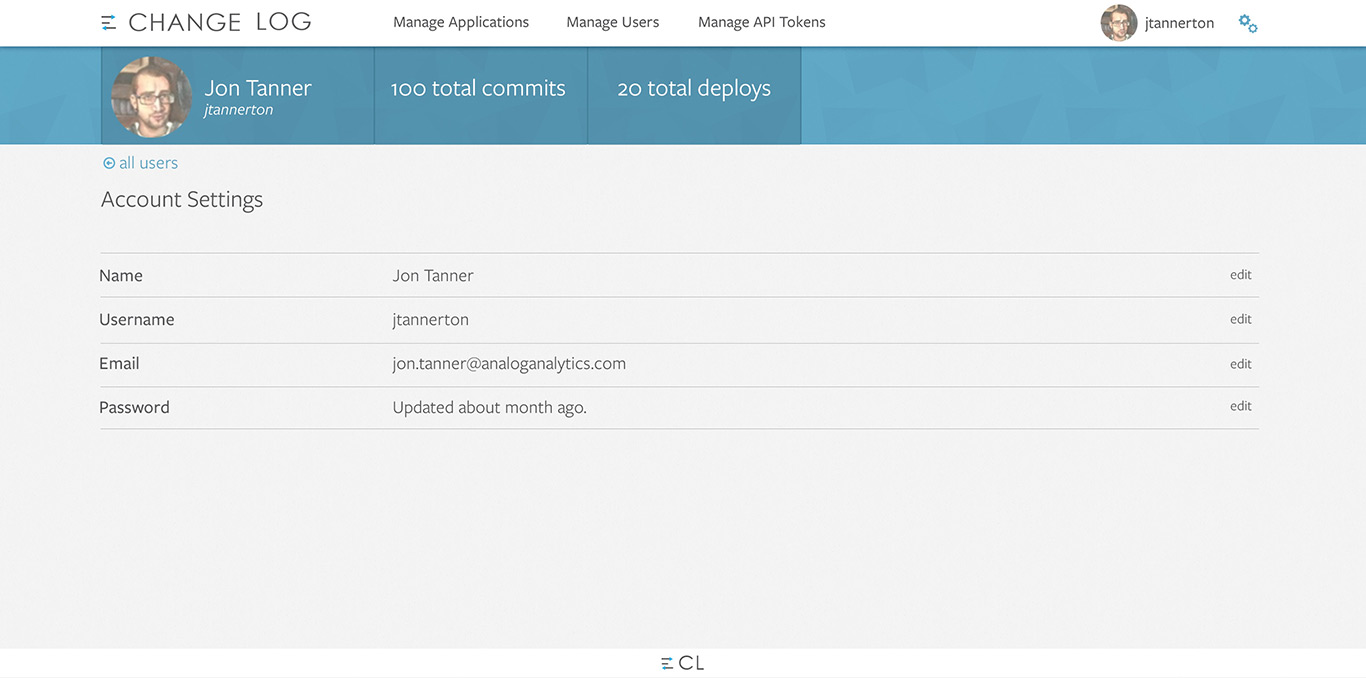 CHANGE LOG
Manage Applications
Manage Users
Manage API Tokens
jtannerton
Jon Tanner
jtannerton
100 total commits
20 total deploys
all users
Account Settings
Name Jon Tanner edit
Username jtannerton edit
Email jon.tanner@analoganalytics.com edit
Password Updated about month ago. edit
CL